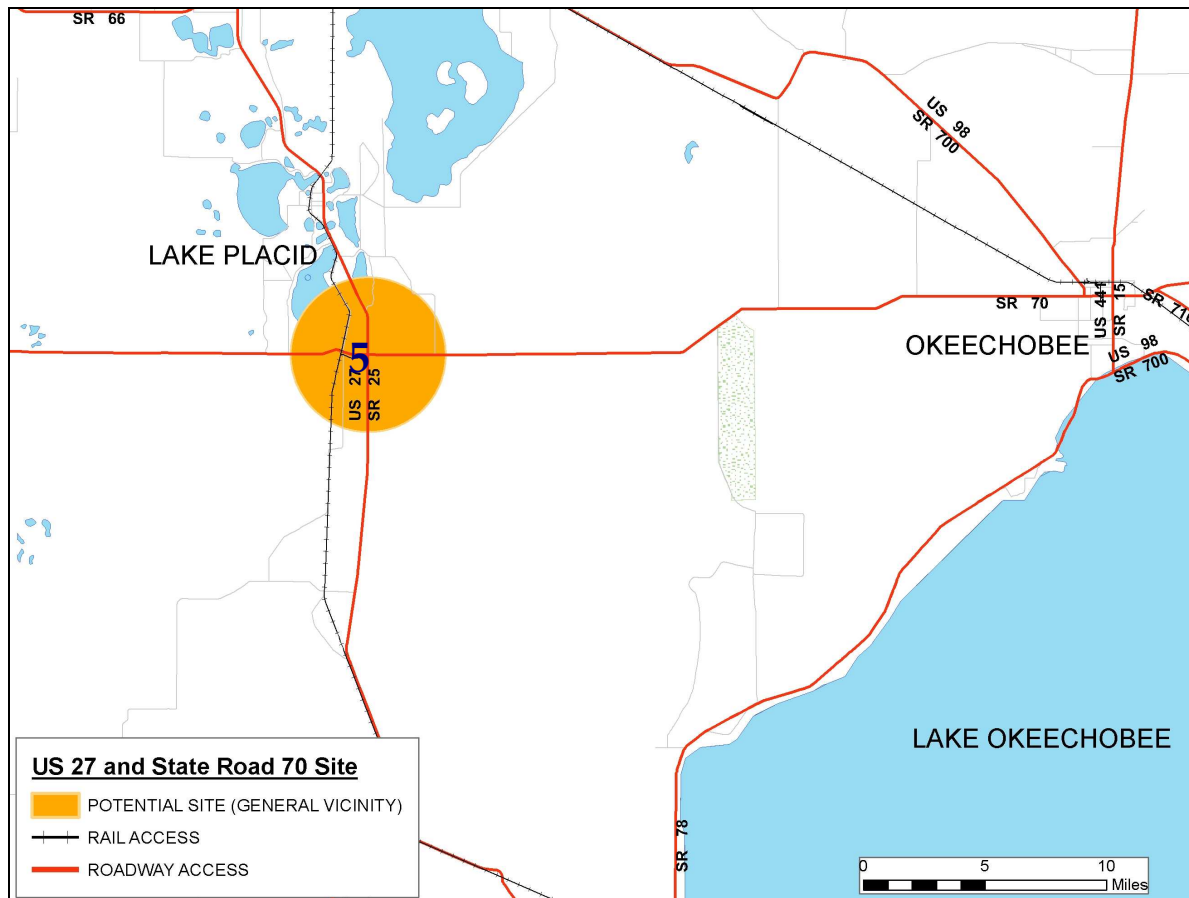 SR 66
US 98
SR 700
LAKE PLACID
SR 70
US 441
SR 15
SR 710
OKEECHOBEE
US 98
SR 700
5
US 27
SR 25
LAKE OKEECHOBEE
SR 78
US 27 and State Road 70 Site
POTENTIAL SITE (GENERAL VICINITY)
RAIL ACCESS
ROADWAY ACCESS
0 5 10
Miles